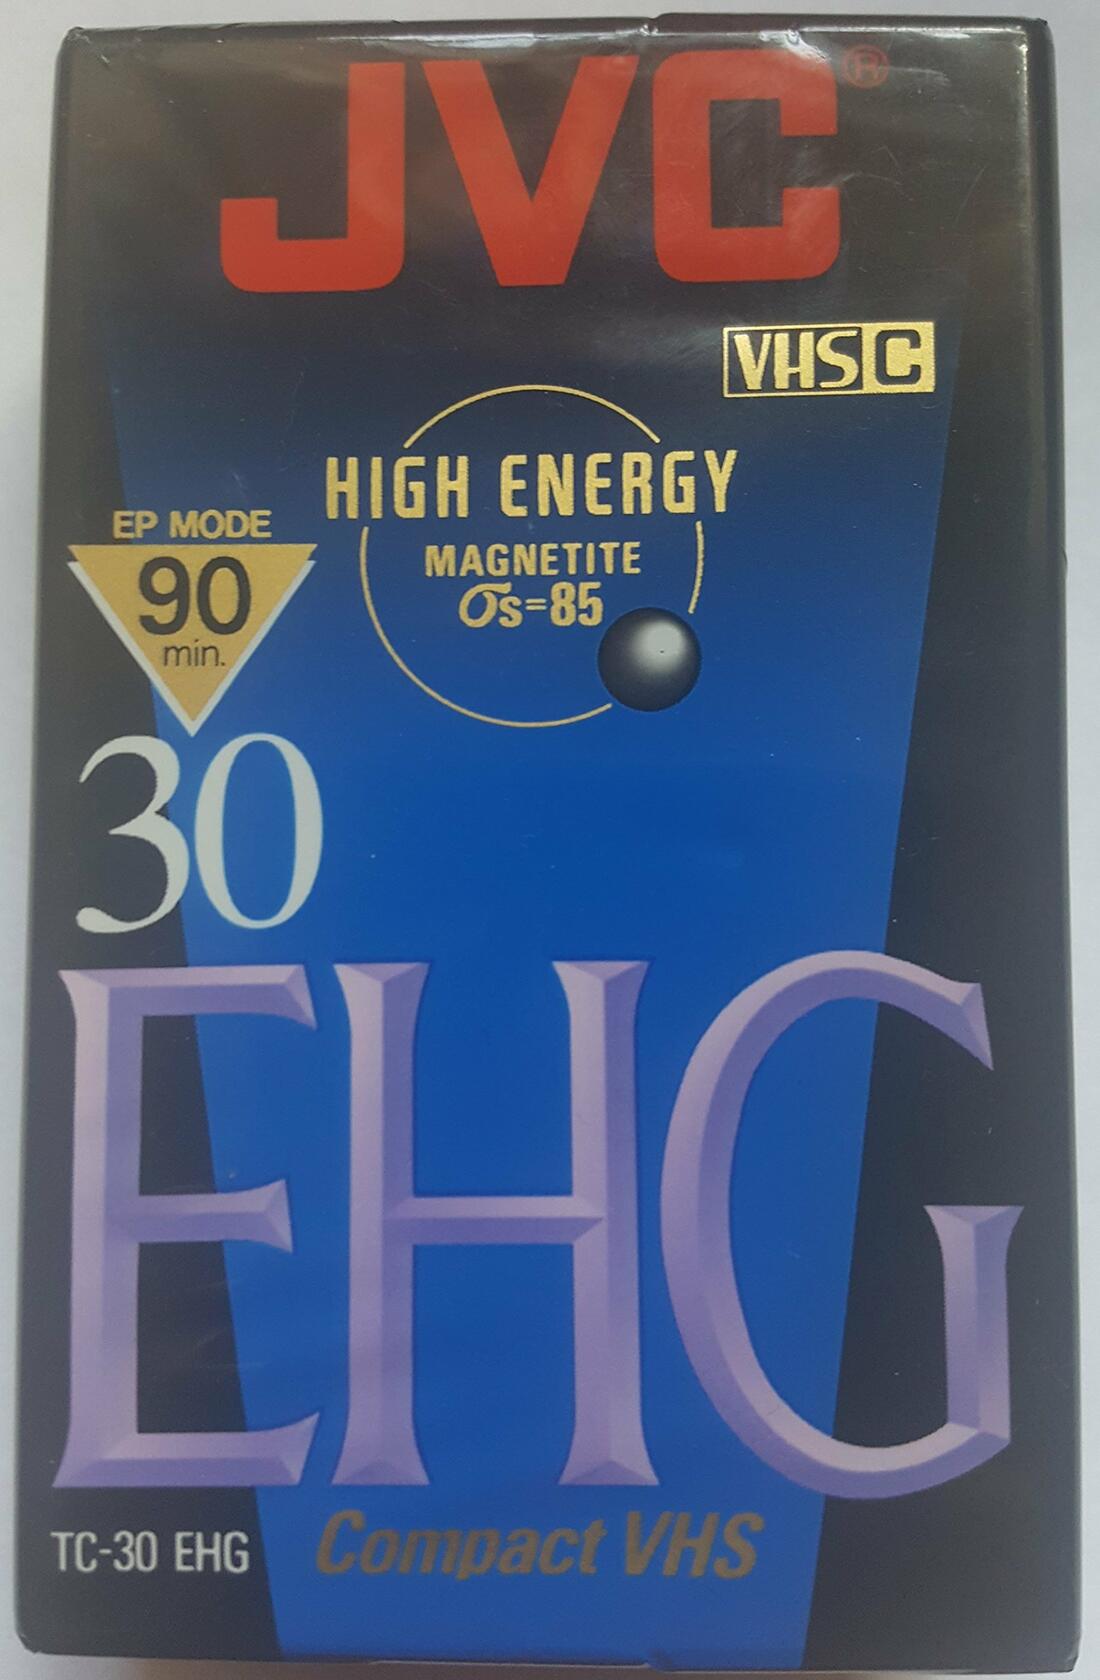 JVC®
VHS C
HIGH ENERGY
MAGNETITE
σs=85
EP MODE
90
min.
30
EHG
TC-30 EHG
Compact VHS